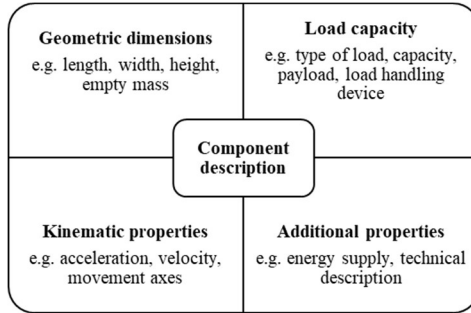 Geometric dimensions
e.g. length, width, height,
empty mass
Load capacity
e.g. type of load, capacity,
payload, load handling
device
Component
description
Kinematic properties
e.g. acceleration, velocity,
movement axes
Additional properties
e.g. energy supply, technical
description